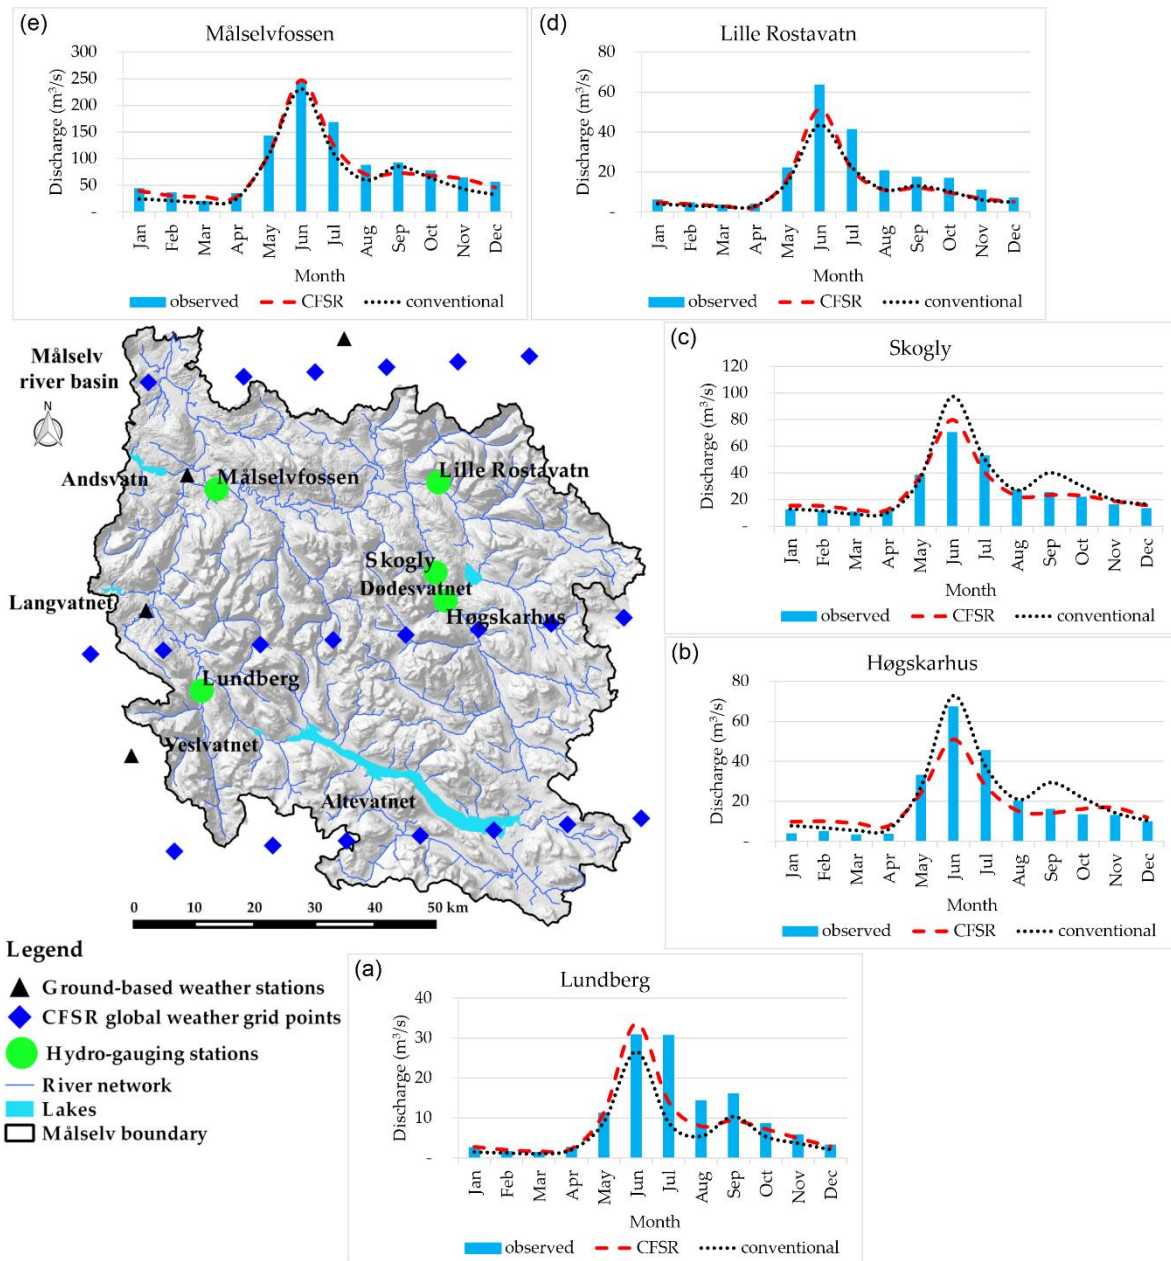 (e)
Målselvfossen
Discharge (m³/s)
300
250
200
150
100
50
-
Jan
Feb
Mar
Apr
May
Jun
Jul
Aug
Sep
Oct
Nov
Dec
Month
observed
CFSR
conventional
(d)
Lille Rostavatn
Discharge (m³/s)
80
60
40
20
-
Jan
Feb
Mar
Apr
May
Jun
Jul
Aug
Sep
Oct
Nov
Dec
Month
observed
CFSR
conventional
Målselv
river basin
N
Andsvatn
Målselvfossen
Lille Rostavatn
Skogly
Dødesvatnet
Langvatnet
Høgskarhus
Lundberg
Veslvatnet
Altevatnet
0 10 20 30 40 50 km
(c)
Skogly
Discharge (m³/s)
120
100
80
60
40
20
-
Jan
Feb
Mar
Apr
May
Jun
Jul
Aug
Sep
Oct
Nov
Dec
Month
observed
CFSR
conventional
(b)
Høgskarhus
Discharge (m³/s)
80
60
40
20
-
Jan
Feb
Mar
Apr
May
Jun
Jul
Aug
Sep
Oct
Nov
Dec
Month
observed
CFSR
conventional
Legend
Ground-based weather stations
CFSR global weather grid points
Hydro-gauging stations
River network
Lakes
Målselv boundary
(a)
Lundberg
Discharge (m³/s)
40
30
20
10
-
Jan
Feb
Mar
Apr
May
Jun
Jul
Aug
Sep
Oct
Nov
Dec
Month
observed
CFSR
conventional